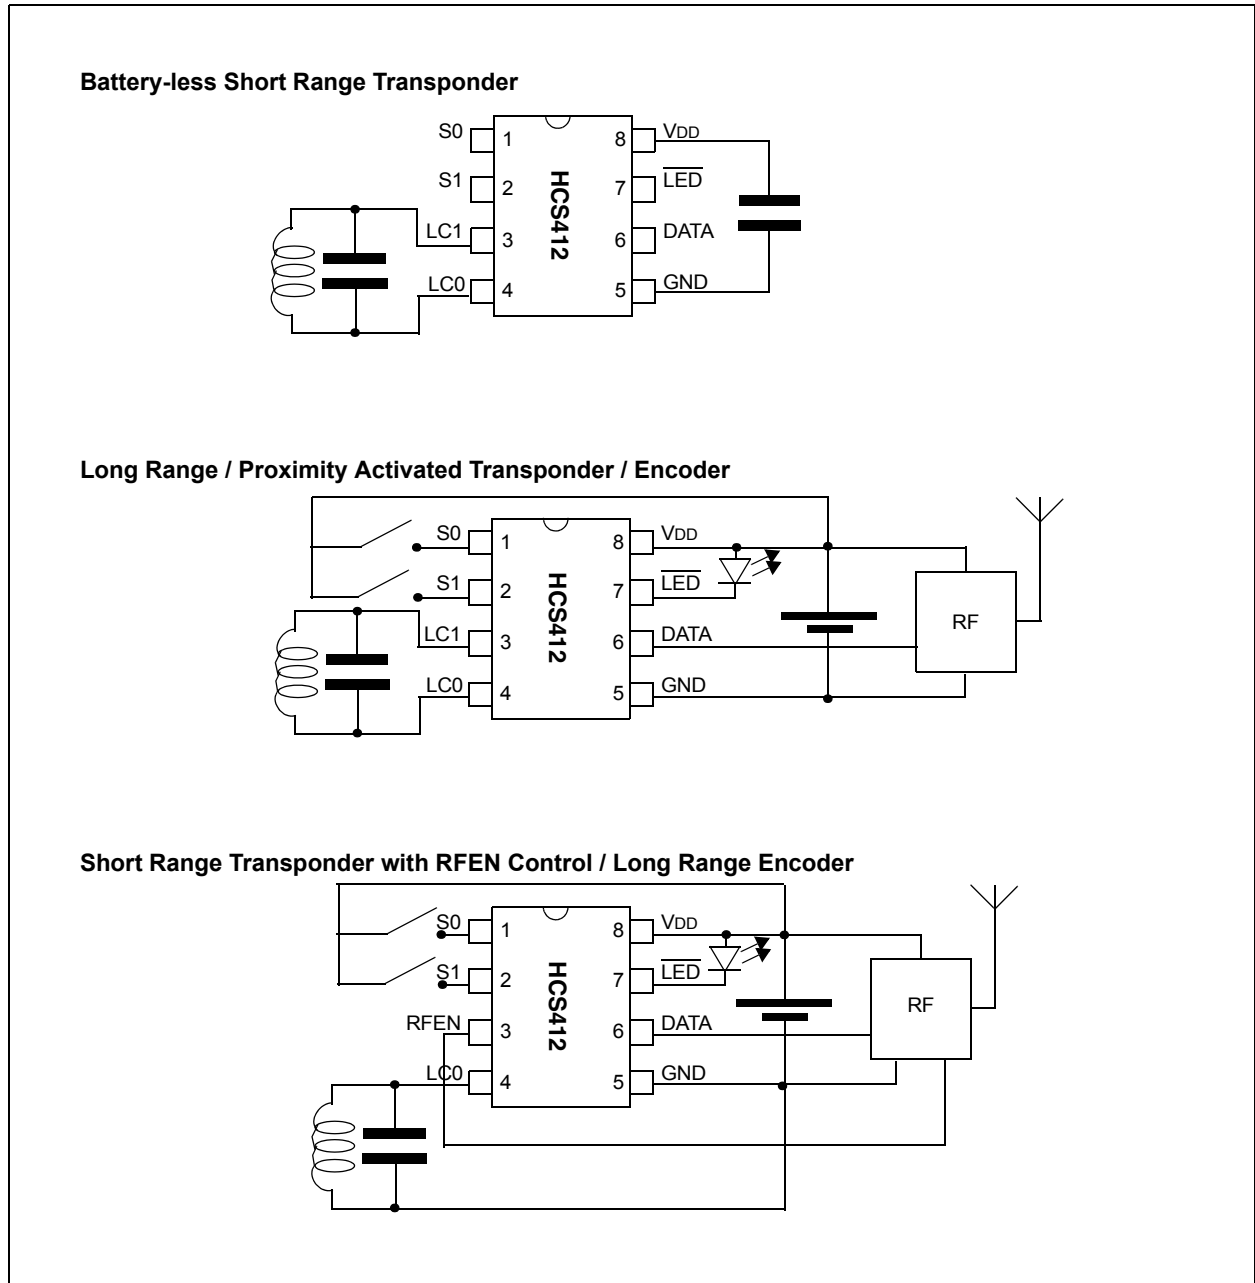 Battery-less Short Range Transponder
S0 1 8 VDD
S1 2 7 LED
LC1 3 6 DATA
LC0 4 5 GND
HCS412
Long Range / Proximity Activated Transponder / Encoder
S0 1 8 VDD
S1 2 7 LED
LC1 3 6 DATA
LC0 4 5 GND
HCS412
RF
Short Range Transponder with RFEN Control / Long Range Encoder
S0 1 8 VDD
S1 2 7 LED
RFEN 3 6 DATA
LC0 4 5 GND
HCS412
RF